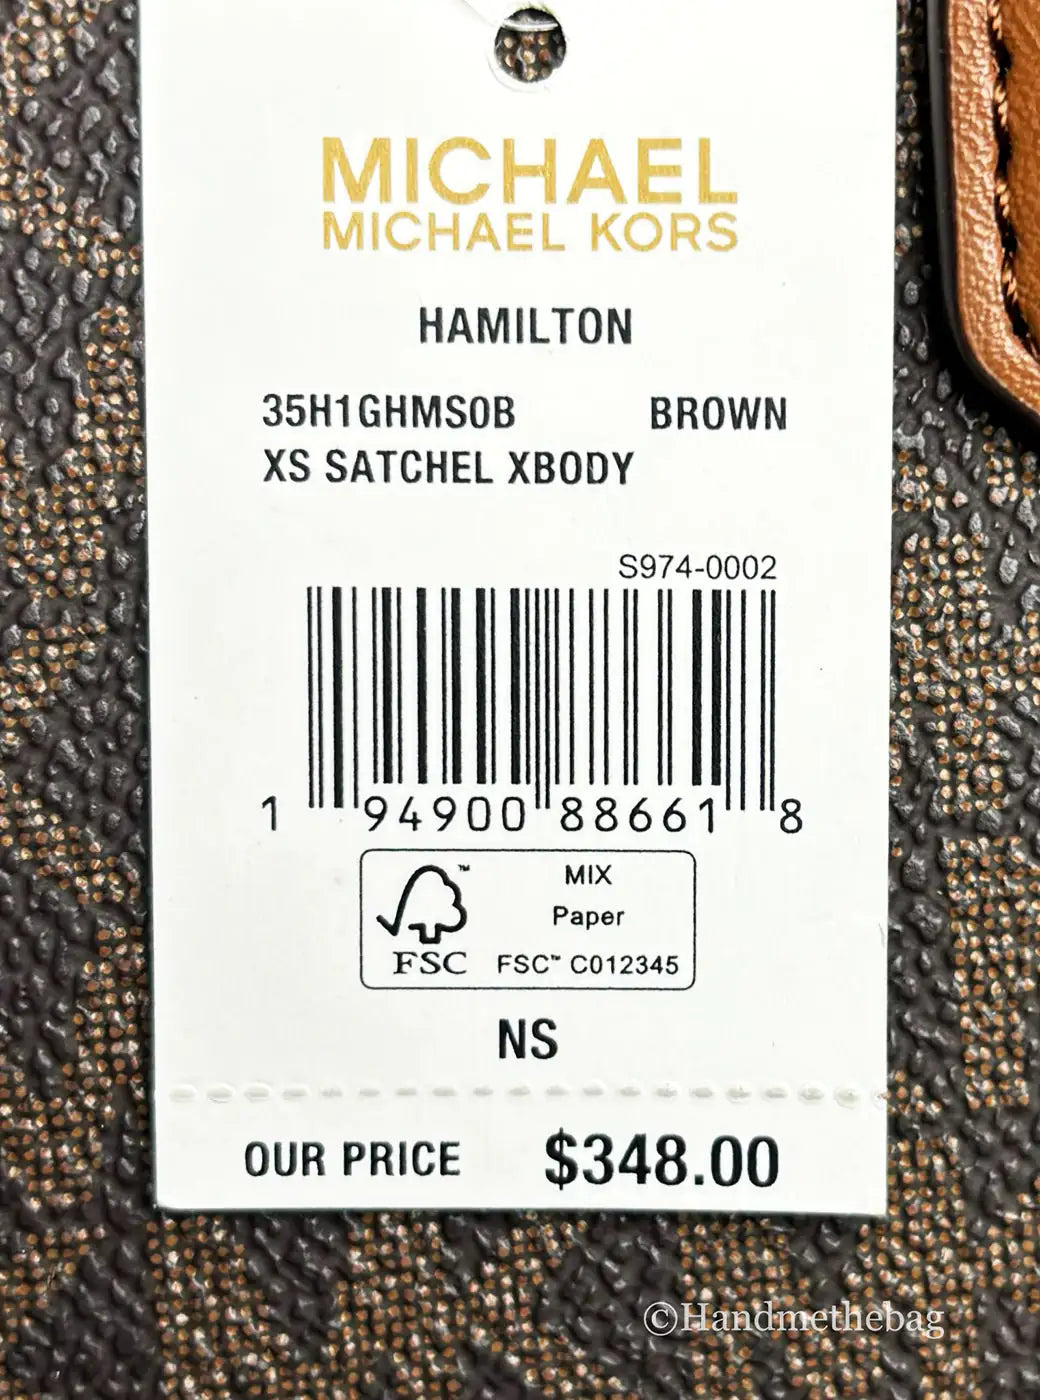 MICHAEL
MICHAEL KORS
HAMILTON
35H1GHMS0B BROWN
XS SATCHEL XBODY
S974-0002
1 94900 88661 8
MIX
Paper
FSC™ C012345
FSC
NS
OUR PRICE $348.00
©Handmethebag